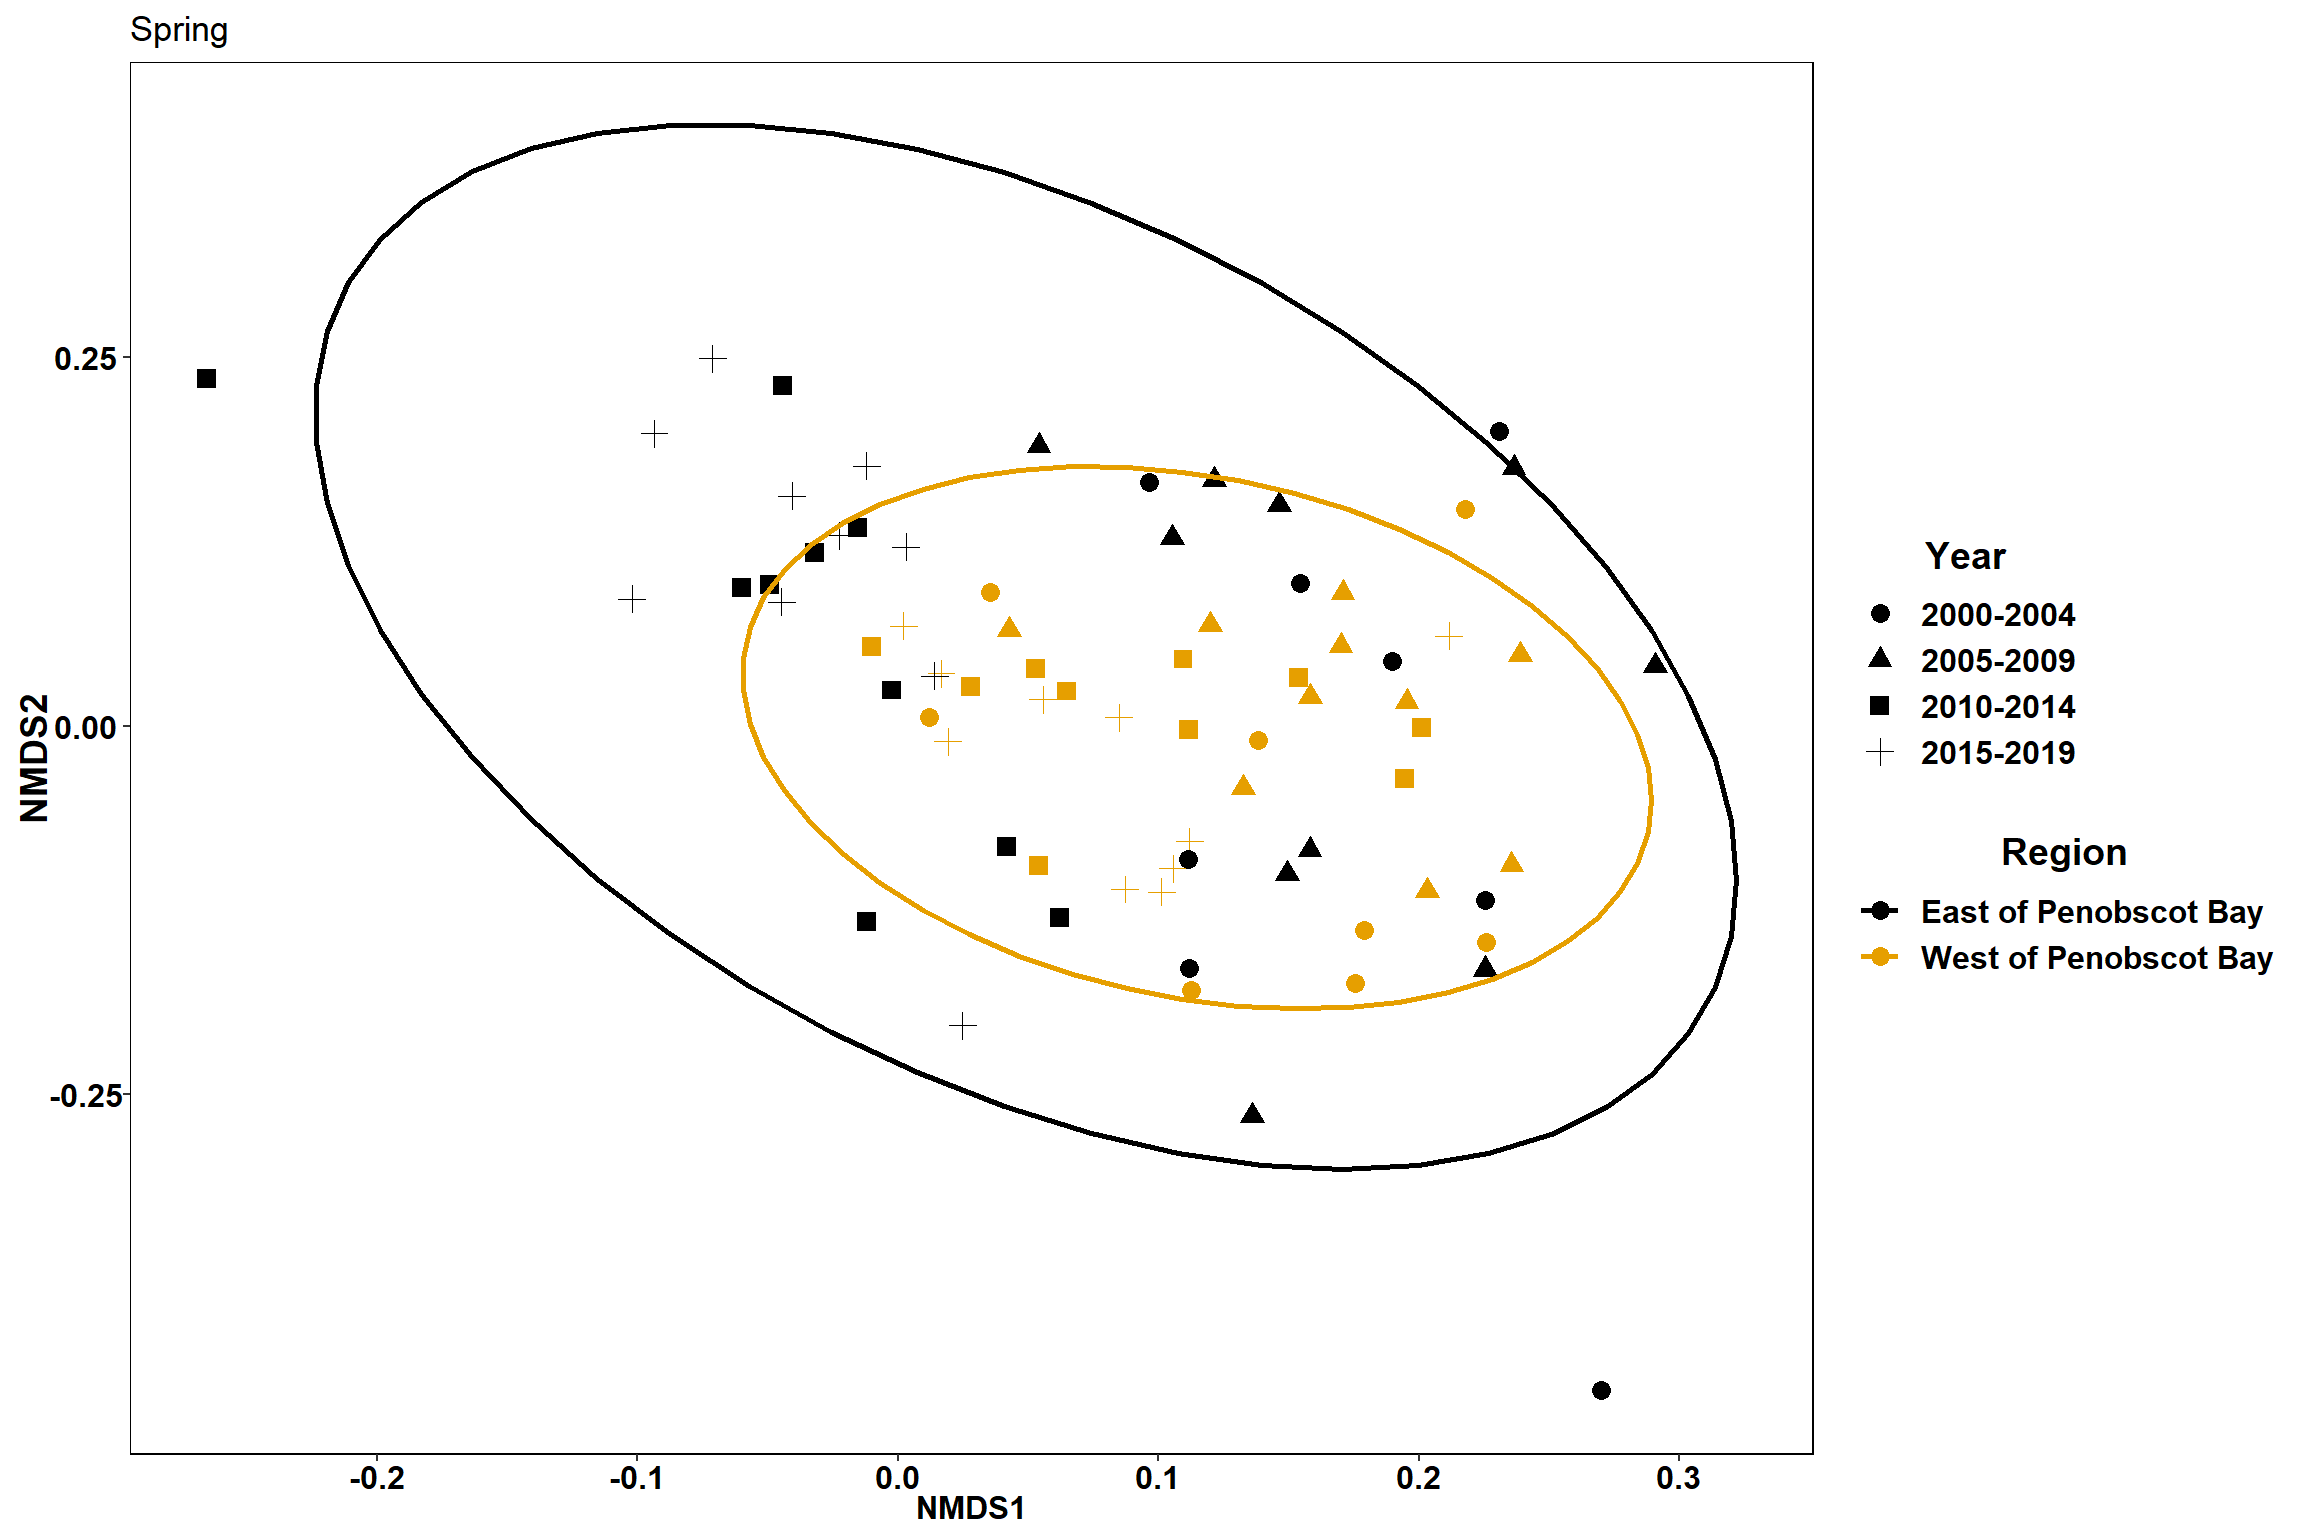 Spring
NMDS2
0.25
0.00
-0.25
-0.2
-0.1
0.0
0.1
0.2
0.3
NMDS1
Year
2000-2004
2005-2009
2010-2014
2015-2019
Region
East of Penobscot Bay
West of Penobscot Bay